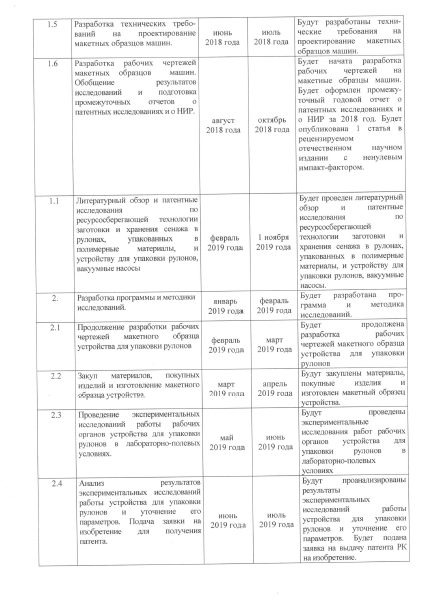 1.5
Разработка технических требо-
ваний на проектирование
макетных образцов машин.
июнь
2018 года
июль
2018 года
Будут разработаны техни-
ческие требования на
проектирование макетных
образцов машин.
1.6
Разработка рабочих чертежей
макетных образцов машин.
Обобщение результатов
исследований и подготовка
промежуточных отчетов о
патентных исследованиях и о НИР.
август
2018 года
октябрь
2018 года
Будет начата разработка
рабочих чертежей на
макетные образцы машин.
Будет оформлен промежу-
точный годовой отчет о
патентных исследованиях и
о НИР за 2018 год. Будет
опубликована 1 статья в
рецензируемом
отечественном научном
издании с ненулевым
импакт-фактором.
1.1
Литературный обзор и патентные
исследования по
ресурсосберегающей технологии
заготовки и хранения сенажа в
рулонах, упакованных в
полимерные материалы, и
устройству для упаковки рулонов,
вакуумные насосы
февраль
2019 года
1 ноября
2019 года
Будет проведен литературный
обзор и патентные
исследования по
ресурсосберегающей
технологии заготовки и
хранения сенажа в рулонах,
упакованных в полимерные
материалы, и устройству для
упаковки рулонов, вакуумные
насосы.
2.
Разработка программы и методики
исследований.
январь
2019 года
февраль
2019 года
Будет разработана про-
грамма и методика
исследований.
2.1
Продолжение разработки рабочих
чертежей макетного образца
устройства для упаковки рулонов
февраль
2019 года
март
2019 года
Будет продолжена
разработка рабочих
чертежей макетного образца
устройства для упаковки
рулонов
2.2
Закуп материалов, покупных
изделий и изготовление макетного
образца устройства.
март
2019 года
апрель
2019 года
Будут закуплены материалы,
покупные изделия и
изготовлен макетный образец
устройства.
2.3
Проведение экспериментальных
исследований работы рабочих
органов устройства для упаковки
рулонов в лабораторно-полевых
условиях.
май
2019 года
июнь
2019 года
Будут проведены
экспериментальные
исследования работ рабочих
органов устройства для
упаковки рулонов в
лабораторно-полевых
условиях
2.4
Анализ результатов
экспериментальных исследований
работы устройства для упаковки
рулонов и уточнение его
параметров. Подача заявки на
изобретение для получения
патента.
июнь
2019 года
июль
2019 года
Будут проанализированы
результаты
экспериментальных
исследований работы
устройства для упаковки
рулонов и уточнение его
параметров. Будет подана
заявка на выдачу патента РК
на изобретение.